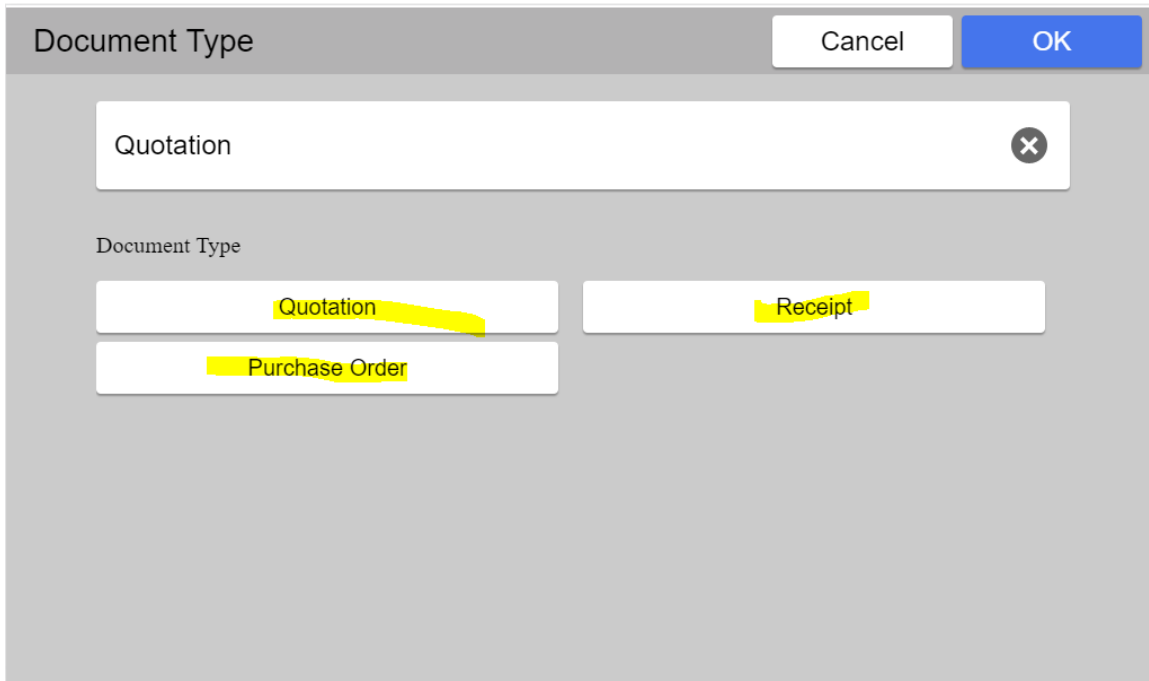 Document Type Cancel OK
Quotation
Document Type
Quotation Receipt
Purchase Order